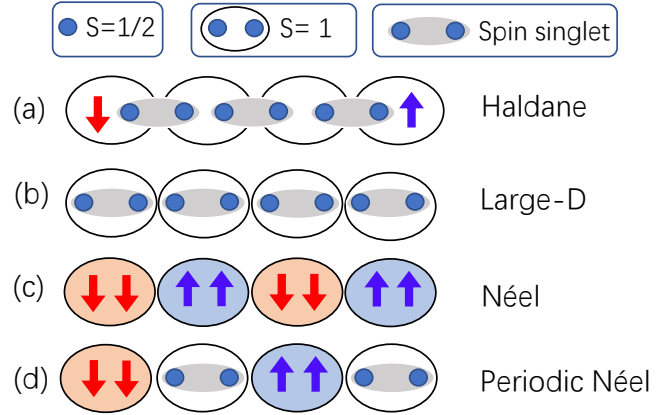 S=1/2
S= 1
Spin singlet
(a) Haldane
(b) Large-D
(c) Néel
(d) Periodic Néel